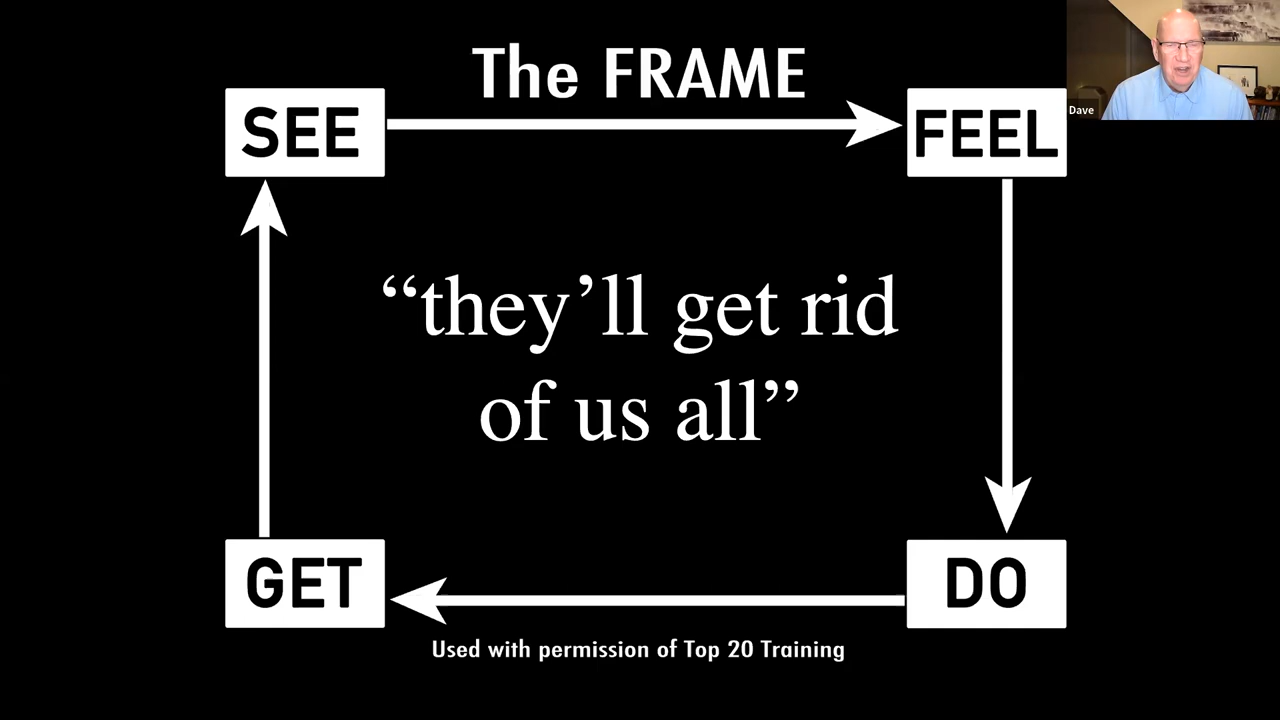 The FRAME
SEE
FEEL
Dave
“they’ll get rid
of us all”
GET
DO
Used with permission of Top 20 Training